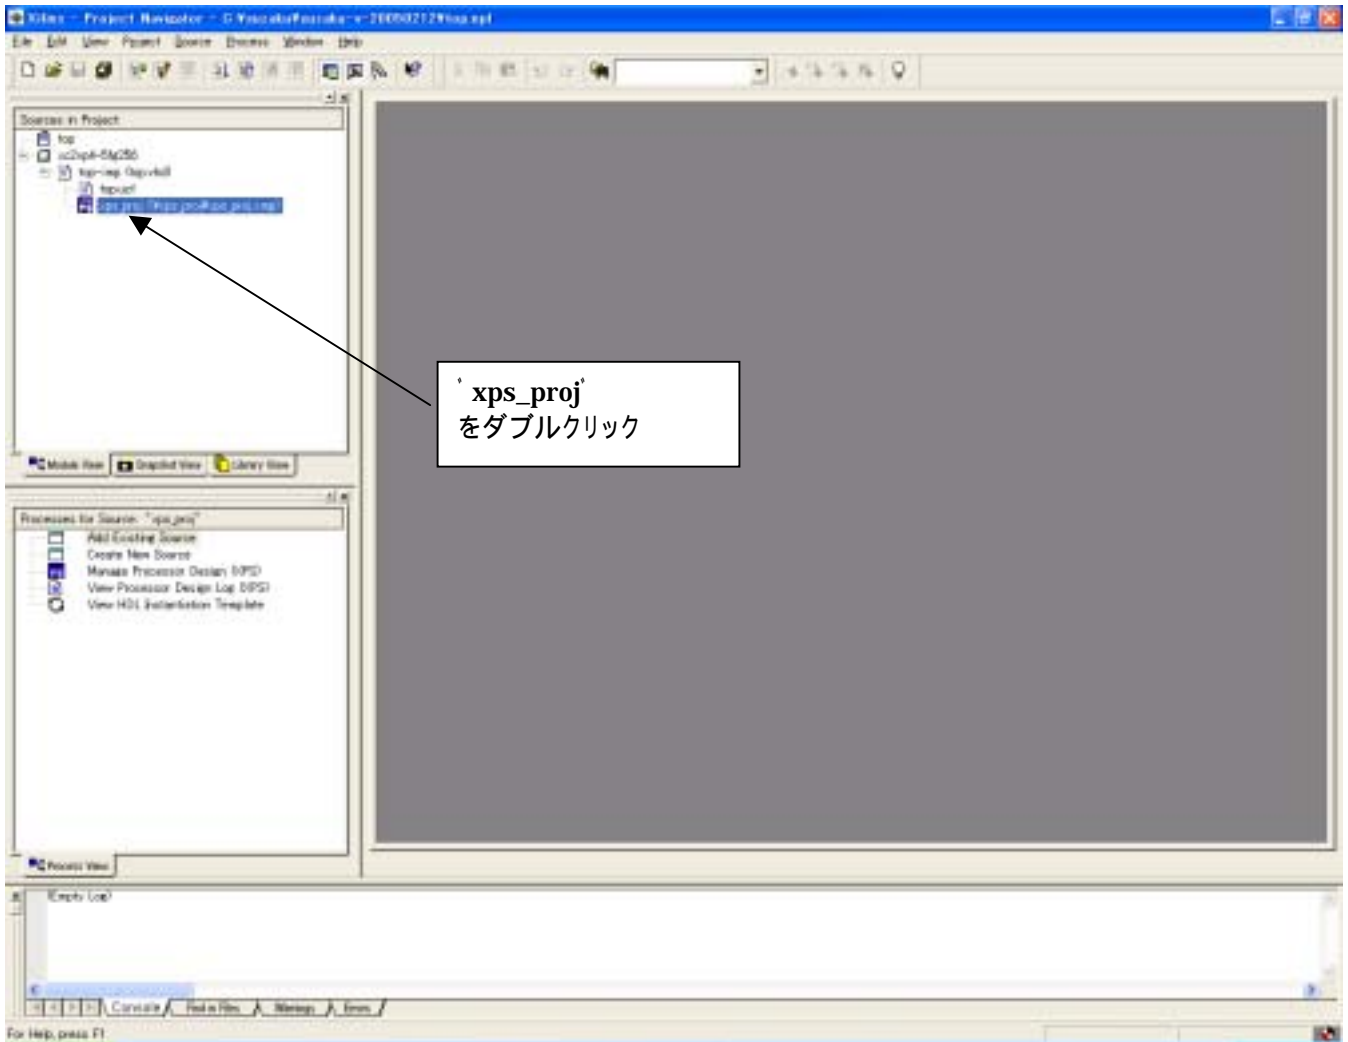 Xilinx - Project Navigator -
File Edit View Project Source Process Window Help
Sources in Project:
top
top.ucf
Module View Snapshot View Library View
Processes for Source: "xps_proj"
Add Existing Source
Create New Source
Manage Processor Design (XPS)
View Processor Design Log (XPS)
View HDL Instantiation Template
Process View
xps_proj
をダブルクリック
(Empty Log)
Console Find in Files Warnings Errors
For Help, press F1